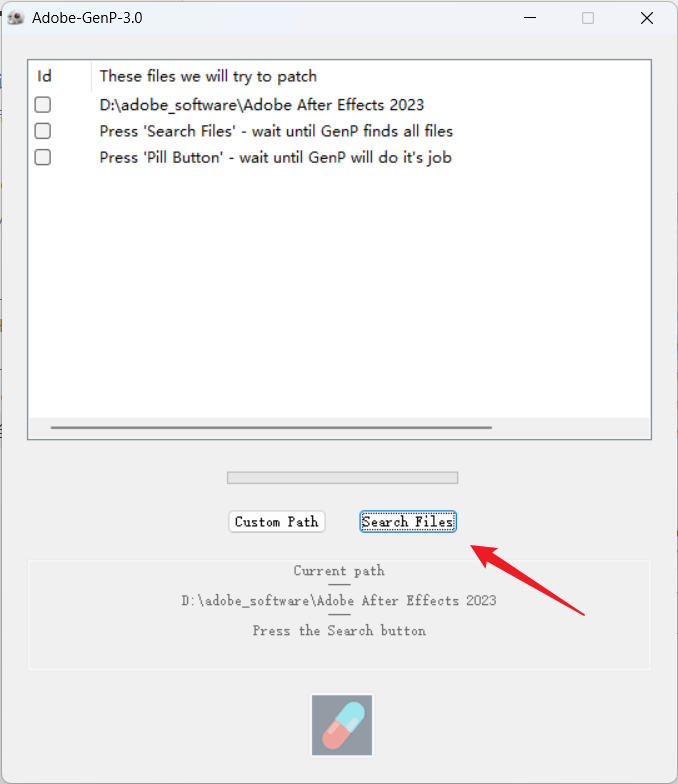 Adobe-GenP-3.0
Id These files we will try to patch
D:\adobe_software\Adobe After Effects 2023
Press 'Search Files' - wait until GenP finds all files
Press 'Pill Button' - wait until GenP will do it's job
Custom Path Search Files
Current path
D:\adobe_software\Adobe After Effects 2023
Press the Search button